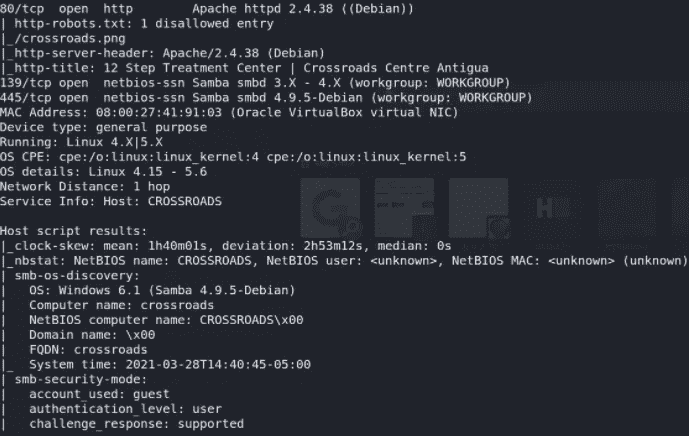 80/tcp  open  http        Apache httpd 2.4.38 ((Debian))
| http-robots.txt: 1 disallowed entry
|_/crossroads.png
|_http-server-header: Apache/2.4.38 (Debian)
|_http-title: 12 Step Treatment Center | Crossroads Centre Antigua
139/tcp open  netbios-ssn Samba smbd 3.X - 4.X (workgroup: WORKGROUP)
445/tcp open  netbios-ssn Samba smbd 4.9.5-Debian (workgroup: WORKGROUP)
MAC Address: 08:00:27:41:91:03 (Oracle VirtualBox virtual NIC)
Device type: general purpose
Running: Linux 4.X|5.X
OS CPE: cpe:/o:linux:linux_kernel:4 cpe:/o:linux:linux_kernel:5
OS details: Linux 4.15 - 5.6
Network Distance: 1 hop
Service Info: Host: CROSSROADS
Host script results:
|_clock-skew: mean: 1h40m01s, deviation: 2h53m12s, median: 0s
|_nbstat: NetBIOS name: CROSSROADS, NetBIOS user: <unknown>, NetBIOS MAC: <unknown> (unknown)
| smb-os-discovery:
|   OS: Windows 6.1 (Samba 4.9.5-Debian)
|   Computer name: crossroads
|   NetBIOS computer name: CROSSROADS\x00
|   Domain name: \x00
|   FQDN: crossroads
|_  System time: 2021-03-28T14:40:45-05:00
| smb-security-mode:
|   account_used: guest
|   authentication_level: user
|   challenge_response: supported